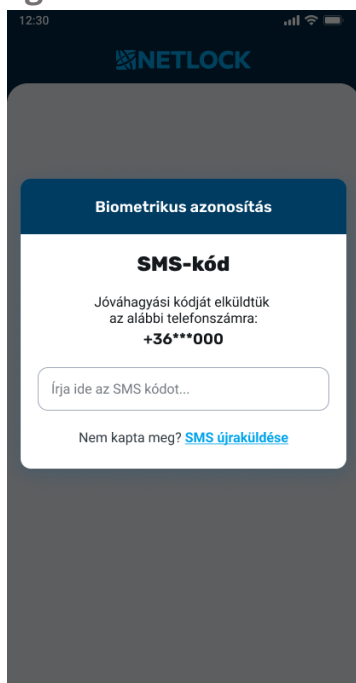 12:30
NETLOCK
Biometrikus azonosítás
SMS-kód
Jóváhagyási kódját elküldtük
az alábbi telefonszámra:
+36***000
Írja ide az SMS kódot...
Nem kapta meg? SMS újraküldése